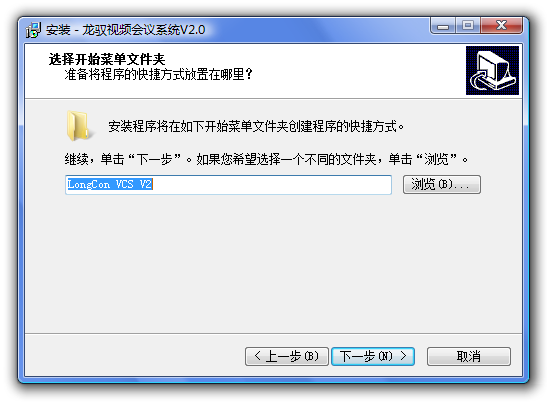 安装 - 龙驭视频会议系统V2.0
选择开始菜单文件夹
准备将程序的快捷方式放置在哪里？
安装程序将在如下开始菜单文件夹创建程序的快捷方式。
继续，单击“下一步”。如果您希望选择一个不同的文件夹，单击“浏览”。
LongCon VCS V2
浏览(B)...
< 上一步(B)
下一步(N) >
取消